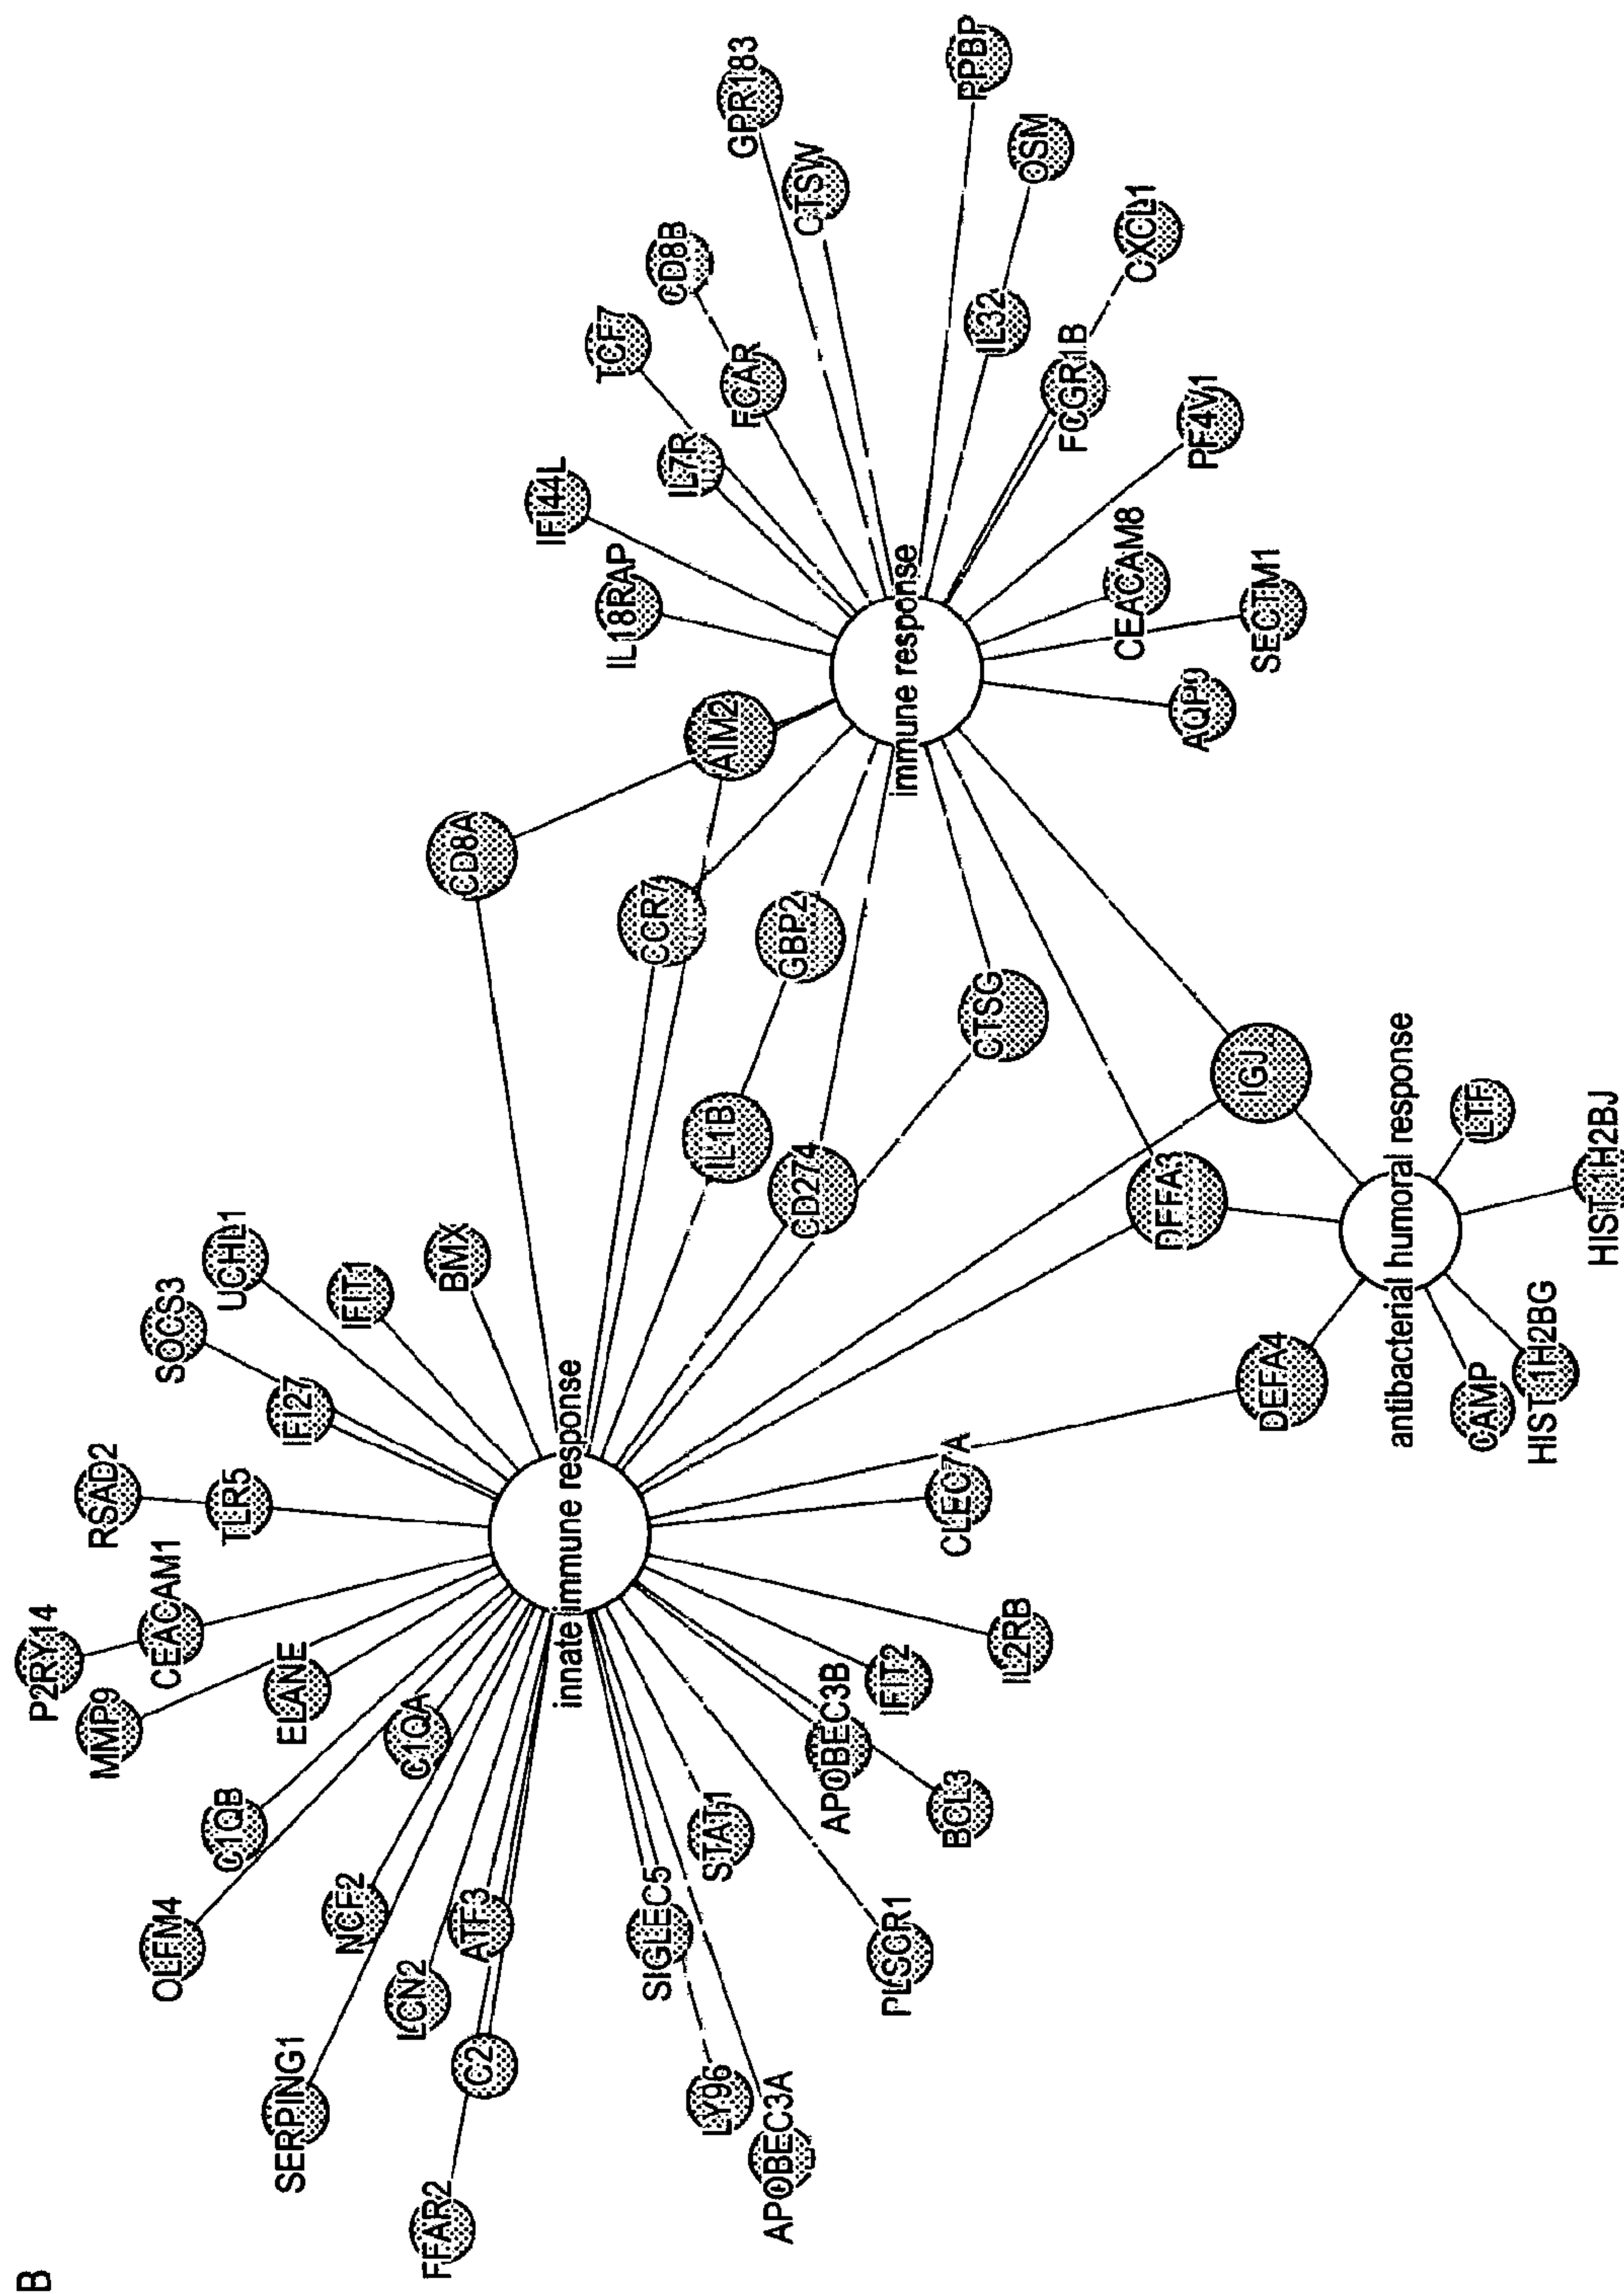 B
P2RY14
MMP9
RSAD2
OLFM4
CEACAM1
SOCS3
C1QB
TLR5
UCHL1
SERPING1
ELANE
IFI27
NCF2
IFIT1
LCN2
C1QA
FFAR2
BMX
CD8A
ATF3
C2
IFI44L
innate immune response
TCF7
IL18RAP
SIGLEC5
CCR7
CD8B
IL7R
LY96
STAT1
IL1B
AIM2
FCAR
GPR183
APOBEC3A
GBP2
CD274
CTSW
APOBEC3B
PLSCR1
IFIT2
immune response
BCL3
CLEC7A
PPBP
CTSG
IL32
IL2RB
OSM
FCGR1B
CEACAM8
CXCL1
DEFA3
AQP9
PF4V1
IGJ
SECTM1
DEFA4
antibacterial humoral response
CAMP
LTF
HIST1H2BG
HIST1H2BJ